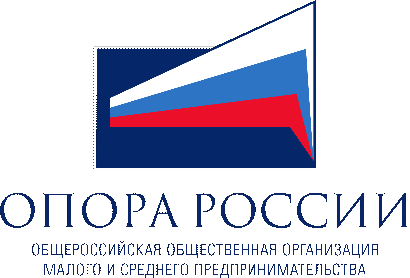 ОПОРА РОССИИ
ОБЩЕРОССИЙСКАЯ ОБЩЕСТВЕННАЯ ОРГАНИЗАЦИЯ
МАЛОГО И СРЕДНЕГО ПРЕДПРИНИМАТЕЛЬСТВА